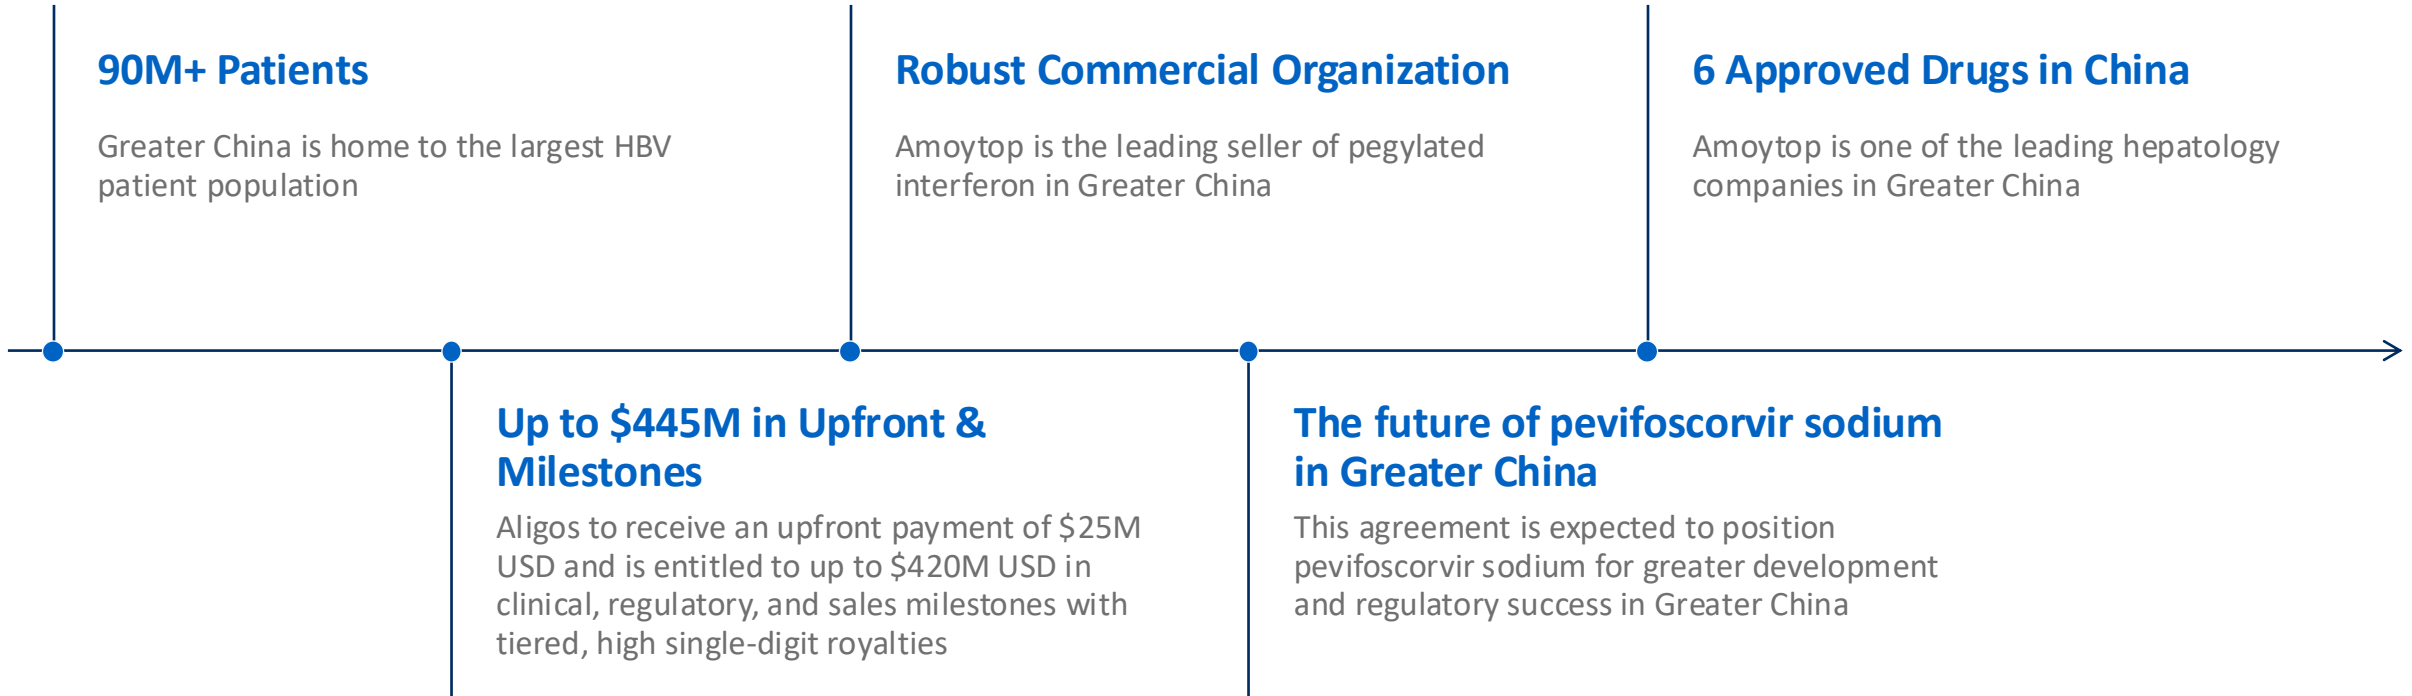 90M+ Patients
Greater China is home to the largest HBV
patient population
Up to $445M in Upfront &
Milestones
Aligos to receive an upfront payment of $25M
USD and is entitled to up to $420M USD in
clinical, regulatory, and sales milestones with
tiered, high single-digit royalties
Robust Commercial Organization
Amoytop is the leading seller of pegylated
interferon in Greater China
The future of pevifoscorvir sodium
in Greater China
This agreement is expected to position
pevifoscorvir sodium for greater development
and regulatory success in Greater China
6 Approved Drugs in China
Amoytop is one of the leading hepatology
companies in Greater China